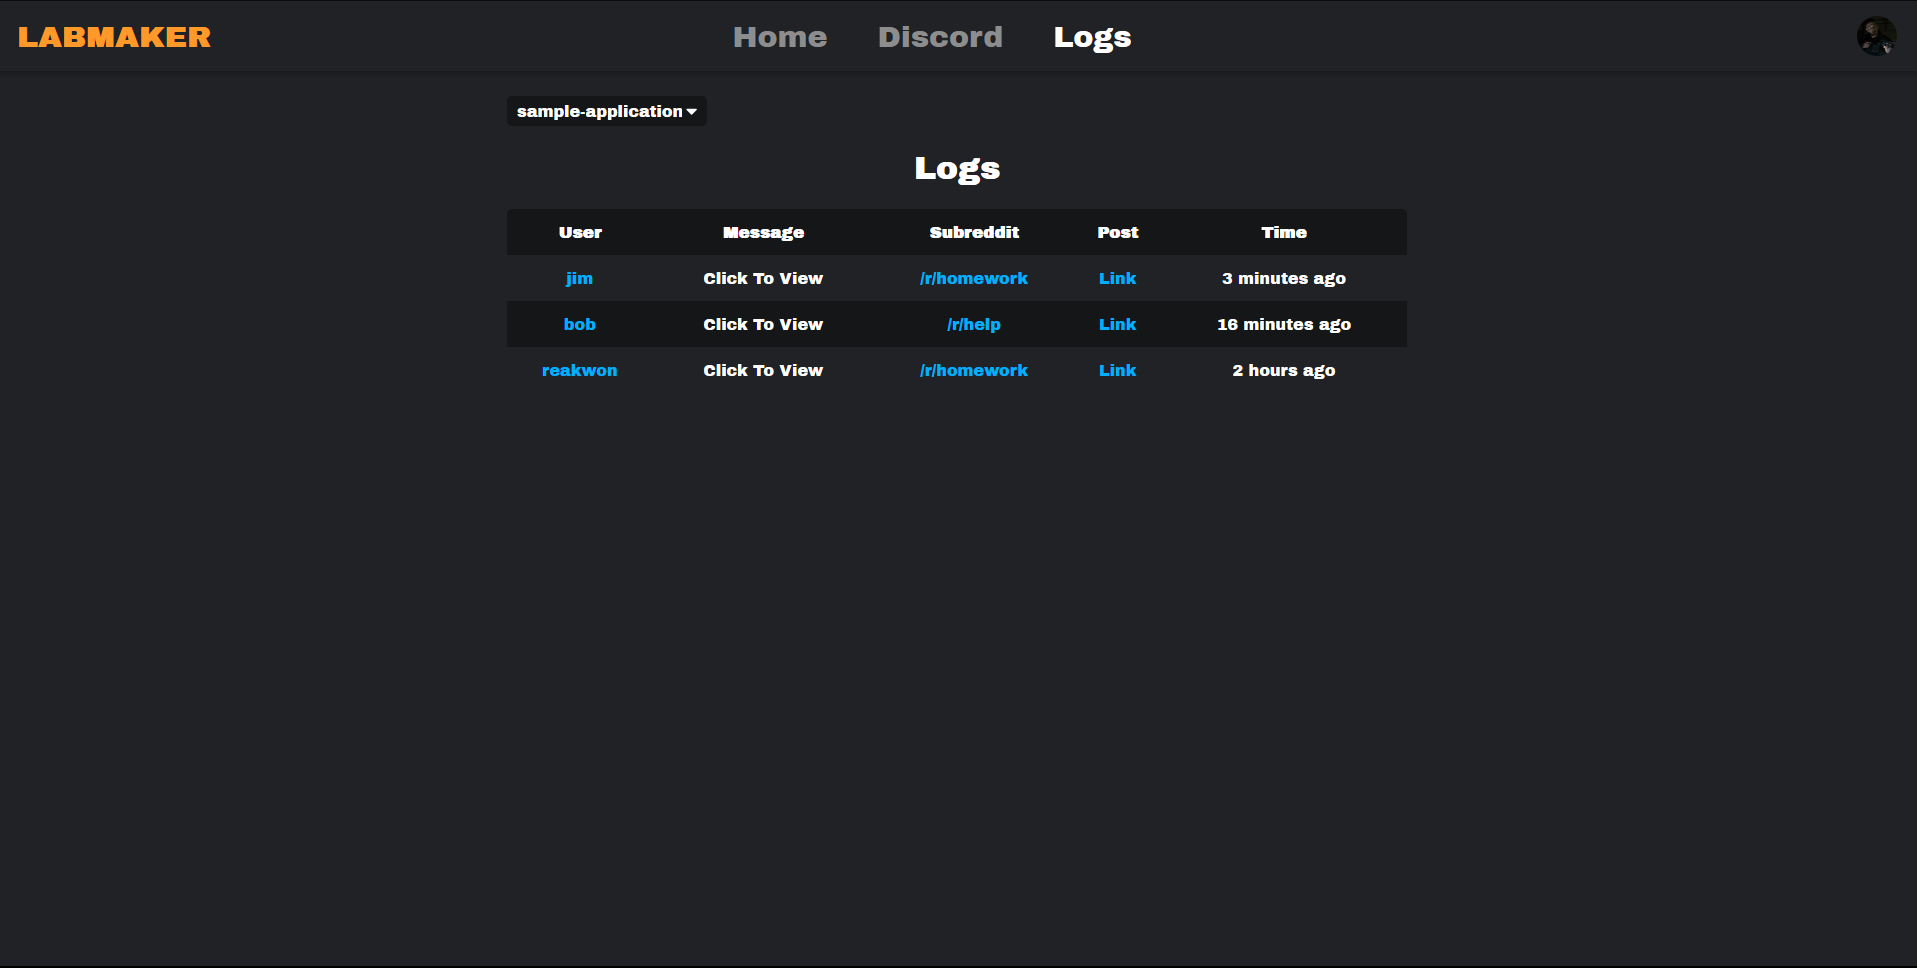 LABMAKER Home Discord Logs
sample-application
Logs
User Message Subreddit Post Time
jim Click To View /r/homework Link 3 minutes ago
bob Click To View /r/help Link 16 minutes ago
reakwon Click To View /r/homework Link 2 hours ago